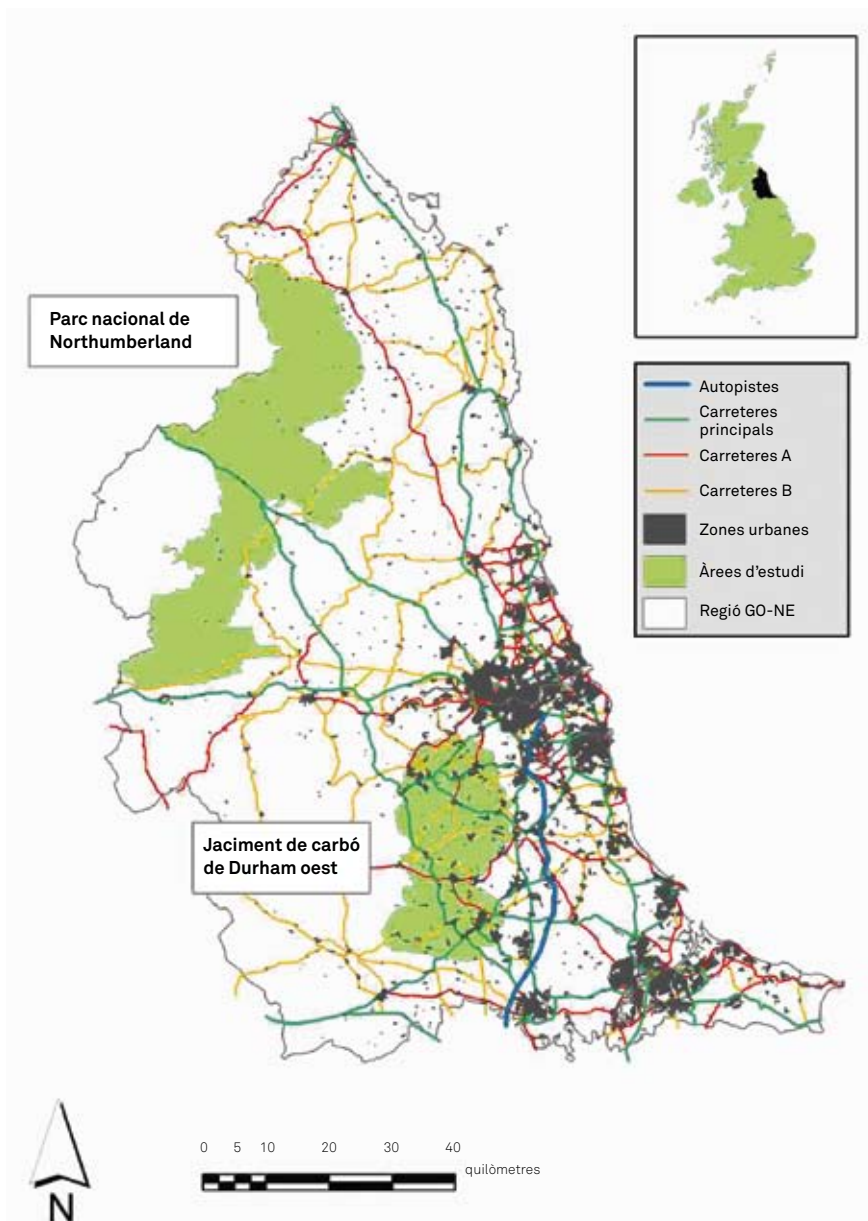 Parc nacional de
Northumberland
Autopistes
Carreteres
principals
Carreteres A
Carreteres B
Zones urbanes
Àrees d'estudi
Regió GO-NE
Jaciment de carbó
de Durham oest
0 5 10 20 30 40
quilòmetres
N